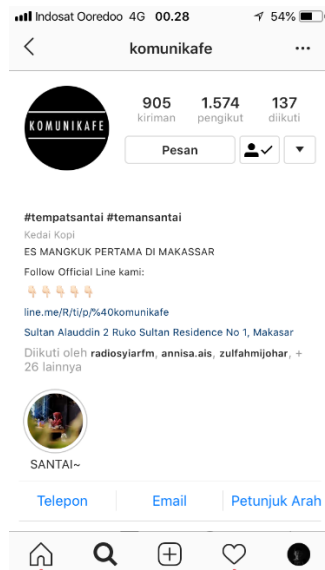 Indosat Ooredoo 4G 00.28 54%
komunikafe
KOMUNIKAFE
905 1.574 137
kiriman pengikut diikuti
Pesan
#tempatsantai #temansantai
Kedai Kopi
ES MANGKUK PERTAMA DI MAKASSAR
Follow Official Line kami:
👇🏻👇🏻👇🏻👇🏻👇🏻
line.me/R/ti/p/%40komunikafe
Sultan Alauddin 2 Ruko Sultan Residence No 1, Makasar
Diikuti oleh radiosyiarfm, annisa.ais, zulfahmijohar, +
26 lainnya
SANTAI~
Telepon Email Petunjuk Arah